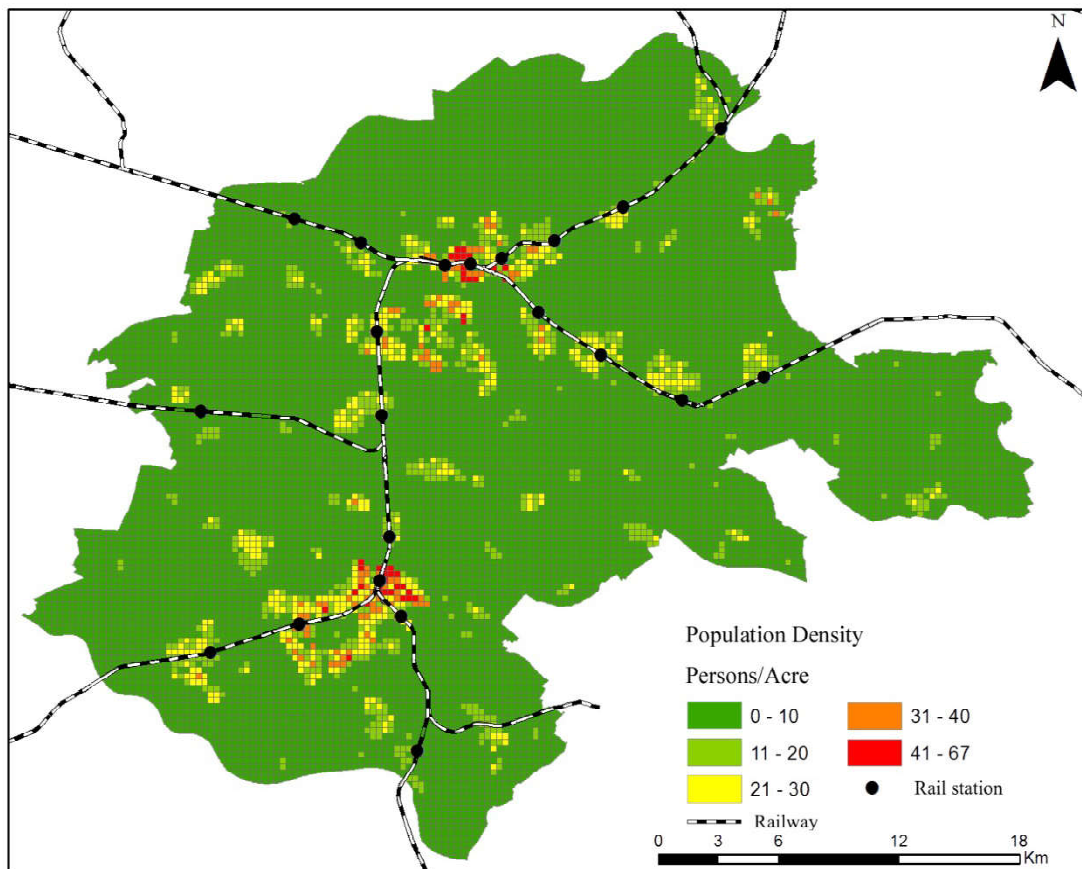 N
Population Density
Persons/Acre
0 - 10
31 - 40
11 - 20
41 - 67
21 - 30
Rail station
Railway
0 3 6 12 18
Km